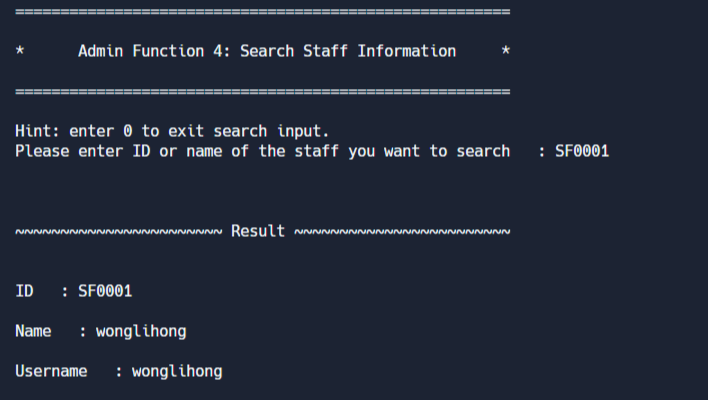 =======================================================
*      Admin Function 4: Search Staff Information     *
=======================================================
Hint: enter 0 to exit search input.
Please enter ID or name of the staff you want to search   : SF0001
~~~~~~~~~~~~~~~~~~~~~~~ Result ~~~~~~~~~~~~~~~~~~~~~~~~
ID   : SF0001
Name   : wonglihong
Username   : wonglihong